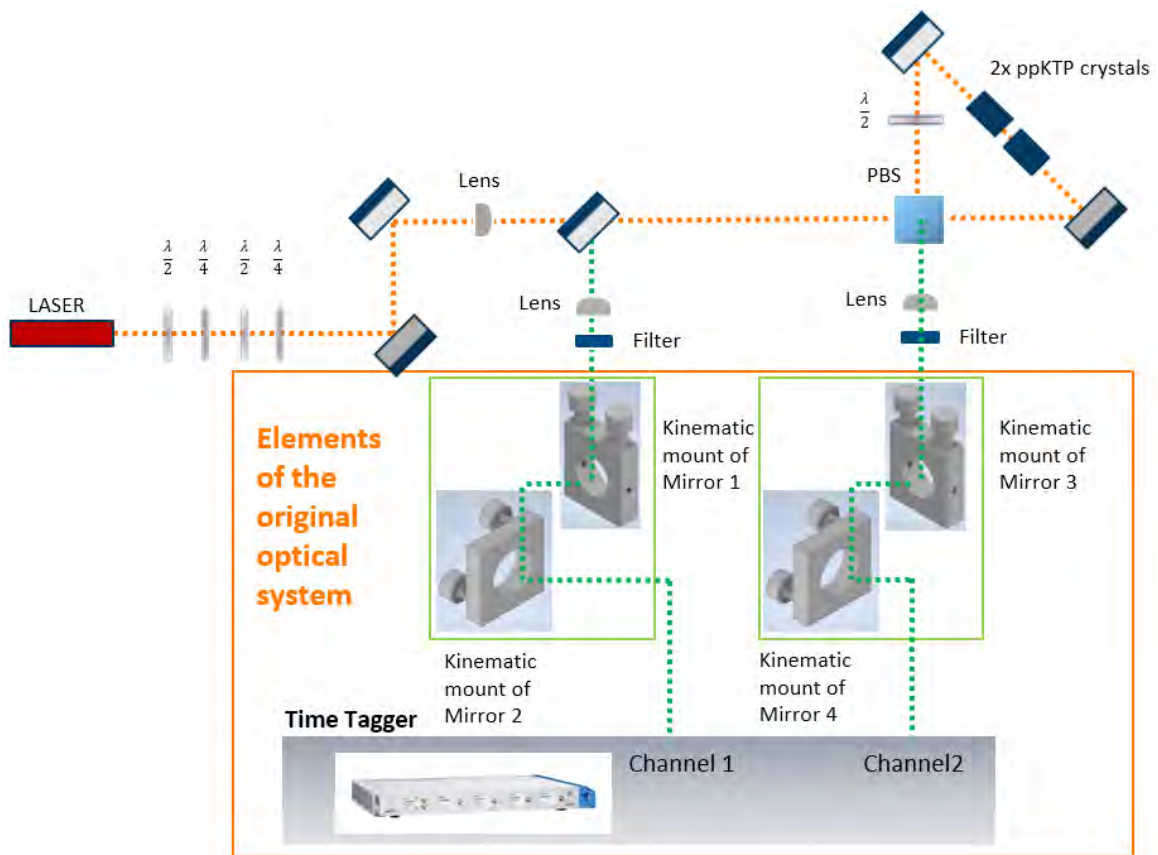 2x ppKTP crystals
λ/2
PBS
Lens
λ/2
λ/4
λ/2
λ/4
LASER
Lens
Filter
Lens
Filter
Elements
of the
original
optical
system
Kinematic
mount of
Mirror 1
Kinematic
mount of
Mirror 3
Kinematic
mount of
Mirror 2
Kinematic
mount of
Mirror 4
Time Tagger
Channel 1
Channel2